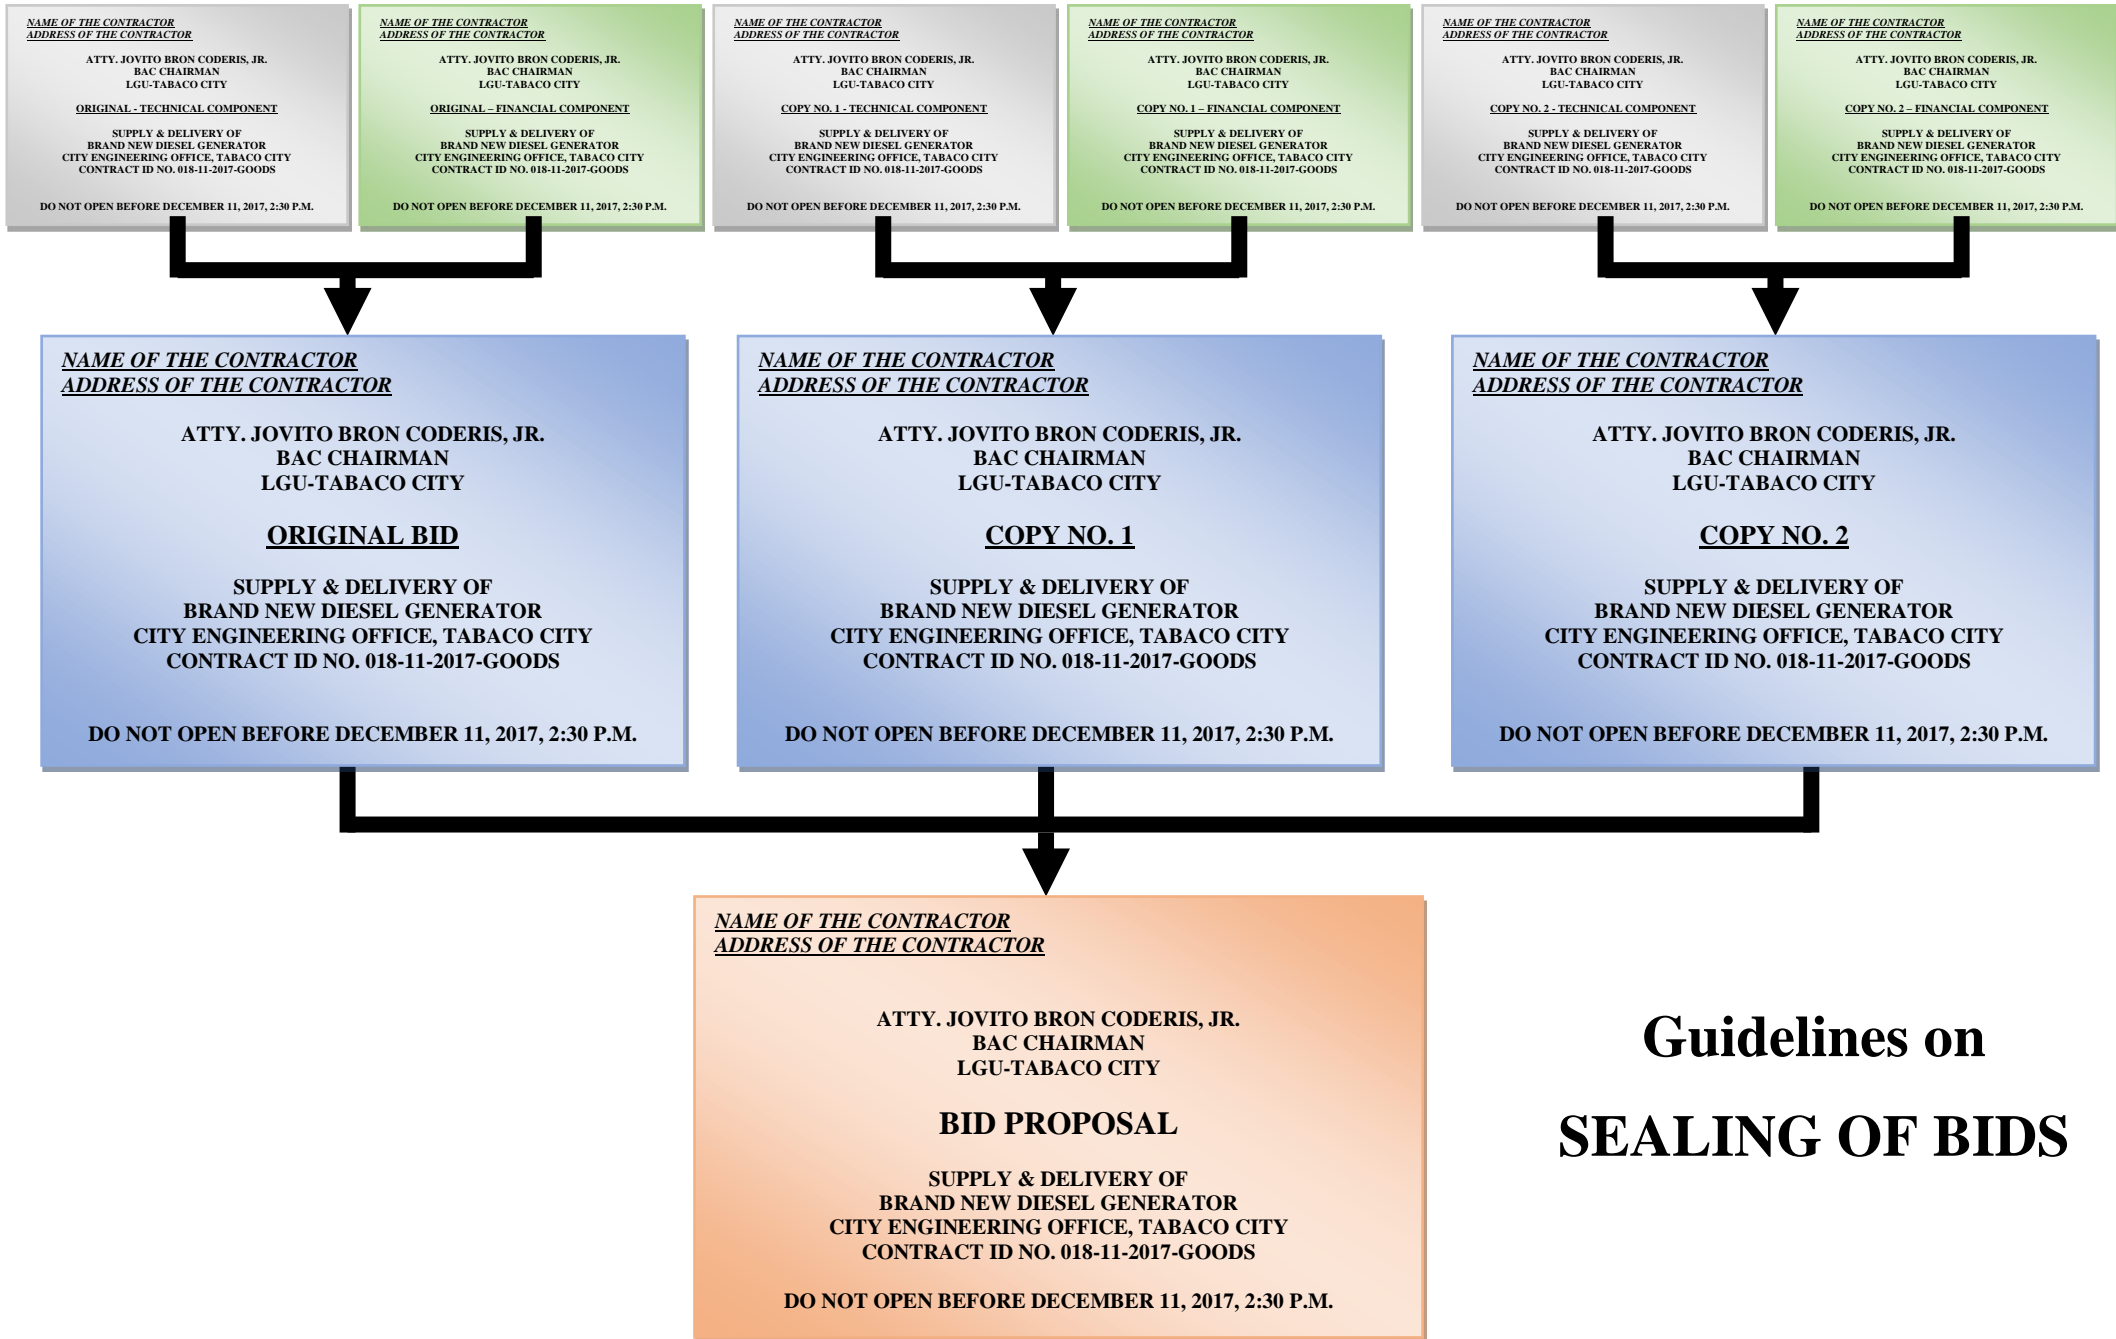 NAME OF THE CONTRACTOR
ADDRESS OF THE CONTRACTOR
ATTY. JOVITO BRON CODERIS, JR.
BAC CHAIRMAN
LGU-TABACO CITY
ORIGINAL - TECHNICAL COMPONENT
SUPPLY & DELIVERY OF
BRAND NEW DIESEL GENERATOR
CITY ENGINEERING OFFICE, TABACO CITY
CONTRACT ID NO. 018-11-2017-GOODS
DO NOT OPEN BEFORE DECEMBER 11, 2017, 2:30 P.M.
NAME OF THE CONTRACTOR
ADDRESS OF THE CONTRACTOR
ATTY. JOVITO BRON CODERIS, JR.
BAC CHAIRMAN
LGU-TABACO CITY
ORIGINAL – FINANCIAL COMPONENT
SUPPLY & DELIVERY OF
BRAND NEW DIESEL GENERATOR
CITY ENGINEERING OFFICE, TABACO CITY
CONTRACT ID NO. 018-11-2017-GOODS
DO NOT OPEN BEFORE DECEMBER 11, 2017, 2:30 P.M.
NAME OF THE CONTRACTOR
ADDRESS OF THE CONTRACTOR
ATTY. JOVITO BRON CODERIS, JR.
BAC CHAIRMAN
LGU-TABACO CITY
COPY NO. 1 - TECHNICAL COMPONENT
SUPPLY & DELIVERY OF
BRAND NEW DIESEL GENERATOR
CITY ENGINEERING OFFICE, TABACO CITY
CONTRACT ID NO. 018-11-2017-GOODS
DO NOT OPEN BEFORE DECEMBER 11, 2017, 2:30 P.M.
NAME OF THE CONTRACTOR
ADDRESS OF THE CONTRACTOR
ATTY. JOVITO BRON CODERIS, JR.
BAC CHAIRMAN
LGU-TABACO CITY
COPY NO. 1 – FINANCIAL COMPONENT
SUPPLY & DELIVERY OF
BRAND NEW DIESEL GENERATOR
CITY ENGINEERING OFFICE, TABACO CITY
CONTRACT ID NO. 018-11-2017-GOODS
DO NOT OPEN BEFORE DECEMBER 11, 2017, 2:30 P.M.
NAME OF THE CONTRACTOR
ADDRESS OF THE CONTRACTOR
ATTY. JOVITO BRON CODERIS, JR.
BAC CHAIRMAN
LGU-TABACO CITY
COPY NO. 2 - TECHNICAL COMPONENT
SUPPLY & DELIVERY OF
BRAND NEW DIESEL GENERATOR
CITY ENGINEERING OFFICE, TABACO CITY
CONTRACT ID NO. 018-11-2017-GOODS
DO NOT OPEN BEFORE DECEMBER 11, 2017, 2:30 P.M.
NAME OF THE CONTRACTOR
ADDRESS OF THE CONTRACTOR
ATTY. JOVITO BRON CODERIS, JR.
BAC CHAIRMAN
LGU-TABACO CITY
COPY NO. 2 – FINANCIAL COMPONENT
SUPPLY & DELIVERY OF
BRAND NEW DIESEL GENERATOR
CITY ENGINEERING OFFICE, TABACO CITY
CONTRACT ID NO. 018-11-2017-GOODS
DO NOT OPEN BEFORE DECEMBER 11, 2017, 2:30 P.M.
NAME OF THE CONTRACTOR
ADDRESS OF THE CONTRACTOR
ATTY. JOVITO BRON CODERIS, JR.
BAC CHAIRMAN
LGU-TABACO CITY
ORIGINAL BID
SUPPLY & DELIVERY OF
BRAND NEW DIESEL GENERATOR
CITY ENGINEERING OFFICE, TABACO CITY
CONTRACT ID NO. 018-11-2017-GOODS
DO NOT OPEN BEFORE DECEMBER 11, 2017, 2:30 P.M.
NAME OF THE CONTRACTOR
ADDRESS OF THE CONTRACTOR
ATTY. JOVITO BRON CODERIS, JR.
BAC CHAIRMAN
LGU-TABACO CITY
COPY NO. 1
SUPPLY & DELIVERY OF
BRAND NEW DIESEL GENERATOR
CITY ENGINEERING OFFICE, TABACO CITY
CONTRACT ID NO. 018-11-2017-GOODS
DO NOT OPEN BEFORE DECEMBER 11, 2017, 2:30 P.M.
NAME OF THE CONTRACTOR
ADDRESS OF THE CONTRACTOR
ATTY. JOVITO BRON CODERIS, JR.
BAC CHAIRMAN
LGU-TABACO CITY
COPY NO. 2
SUPPLY & DELIVERY OF
BRAND NEW DIESEL GENERATOR
CITY ENGINEERING OFFICE, TABACO CITY
CONTRACT ID NO. 018-11-2017-GOODS
DO NOT OPEN BEFORE DECEMBER 11, 2017, 2:30 P.M.
NAME OF THE CONTRACTOR
ADDRESS OF THE CONTRACTOR
ATTY. JOVITO BRON CODERIS, JR.
BAC CHAIRMAN
LGU-TABACO CITY
BID PROPOSAL
SUPPLY & DELIVERY OF
BRAND NEW DIESEL GENERATOR
CITY ENGINEERING OFFICE, TABACO CITY
CONTRACT ID NO. 018-11-2017-GOODS
DO NOT OPEN BEFORE DECEMBER 11, 2017, 2:30 P.M.
Guidelines on
SEALING OF BIDS